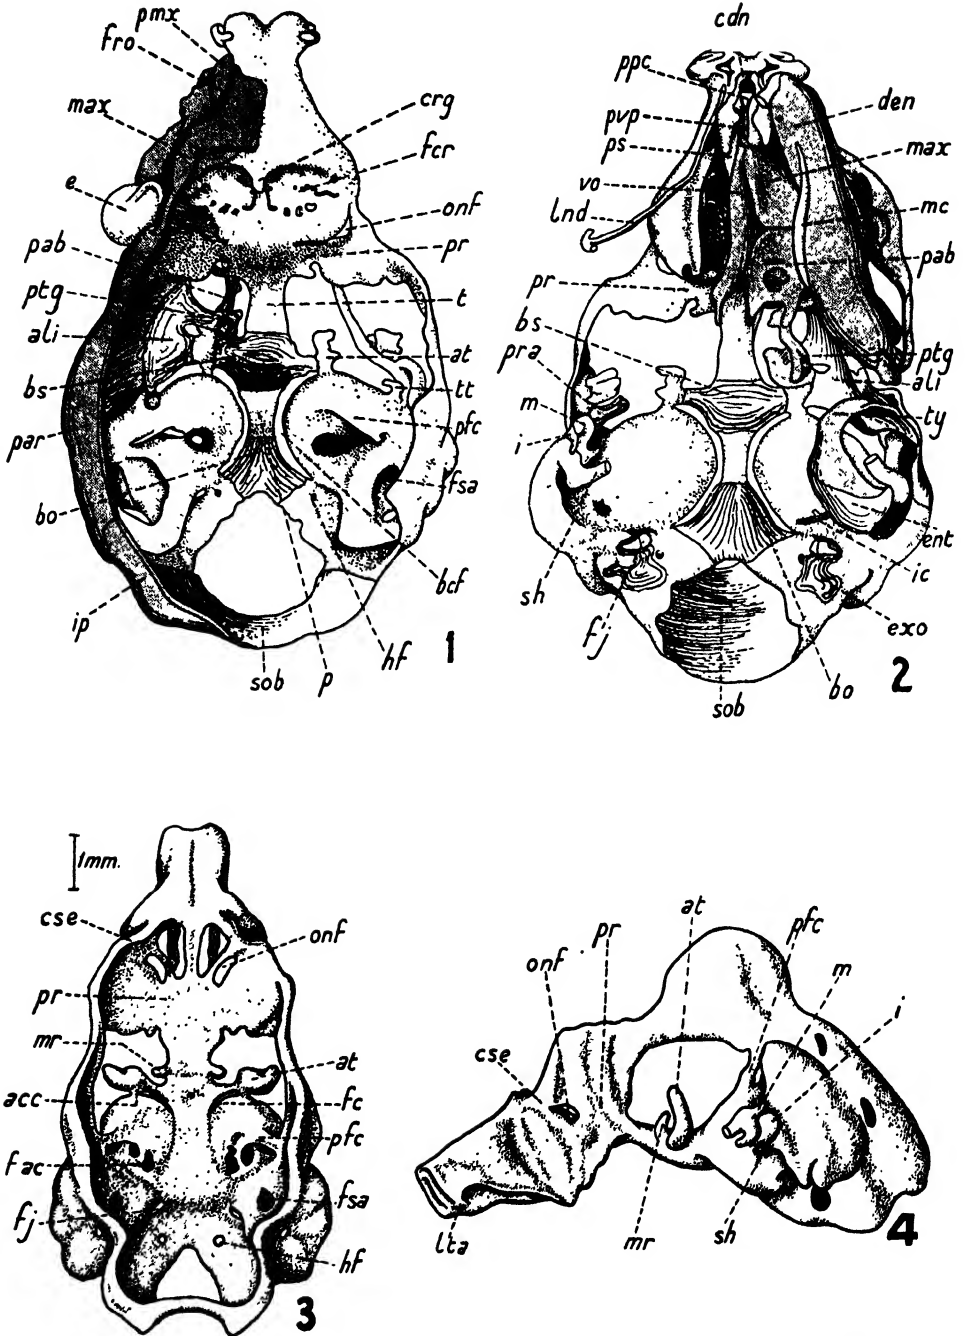 pmx
fro
max
e
pab
ptg
ali
bs
par
bo
ip
crg
fcr
onf
pr
t
at
tt
pfc
fsa
bcf
hf
p
sob
1
cdn
ppc
pvp
ps
vo
lnd
pr
bs
pra
m
i
sh
fj
den
max
mc
pab
ptg
ali
ty
ent
ic
exo
bo
sob
2
1mm.
cse
pr
mr
acc
fac
fj
onf
at
fc
pfc
fsa
hf
3
at
pr
onf
cse
pfc
m
i
lta
mr
sh
4